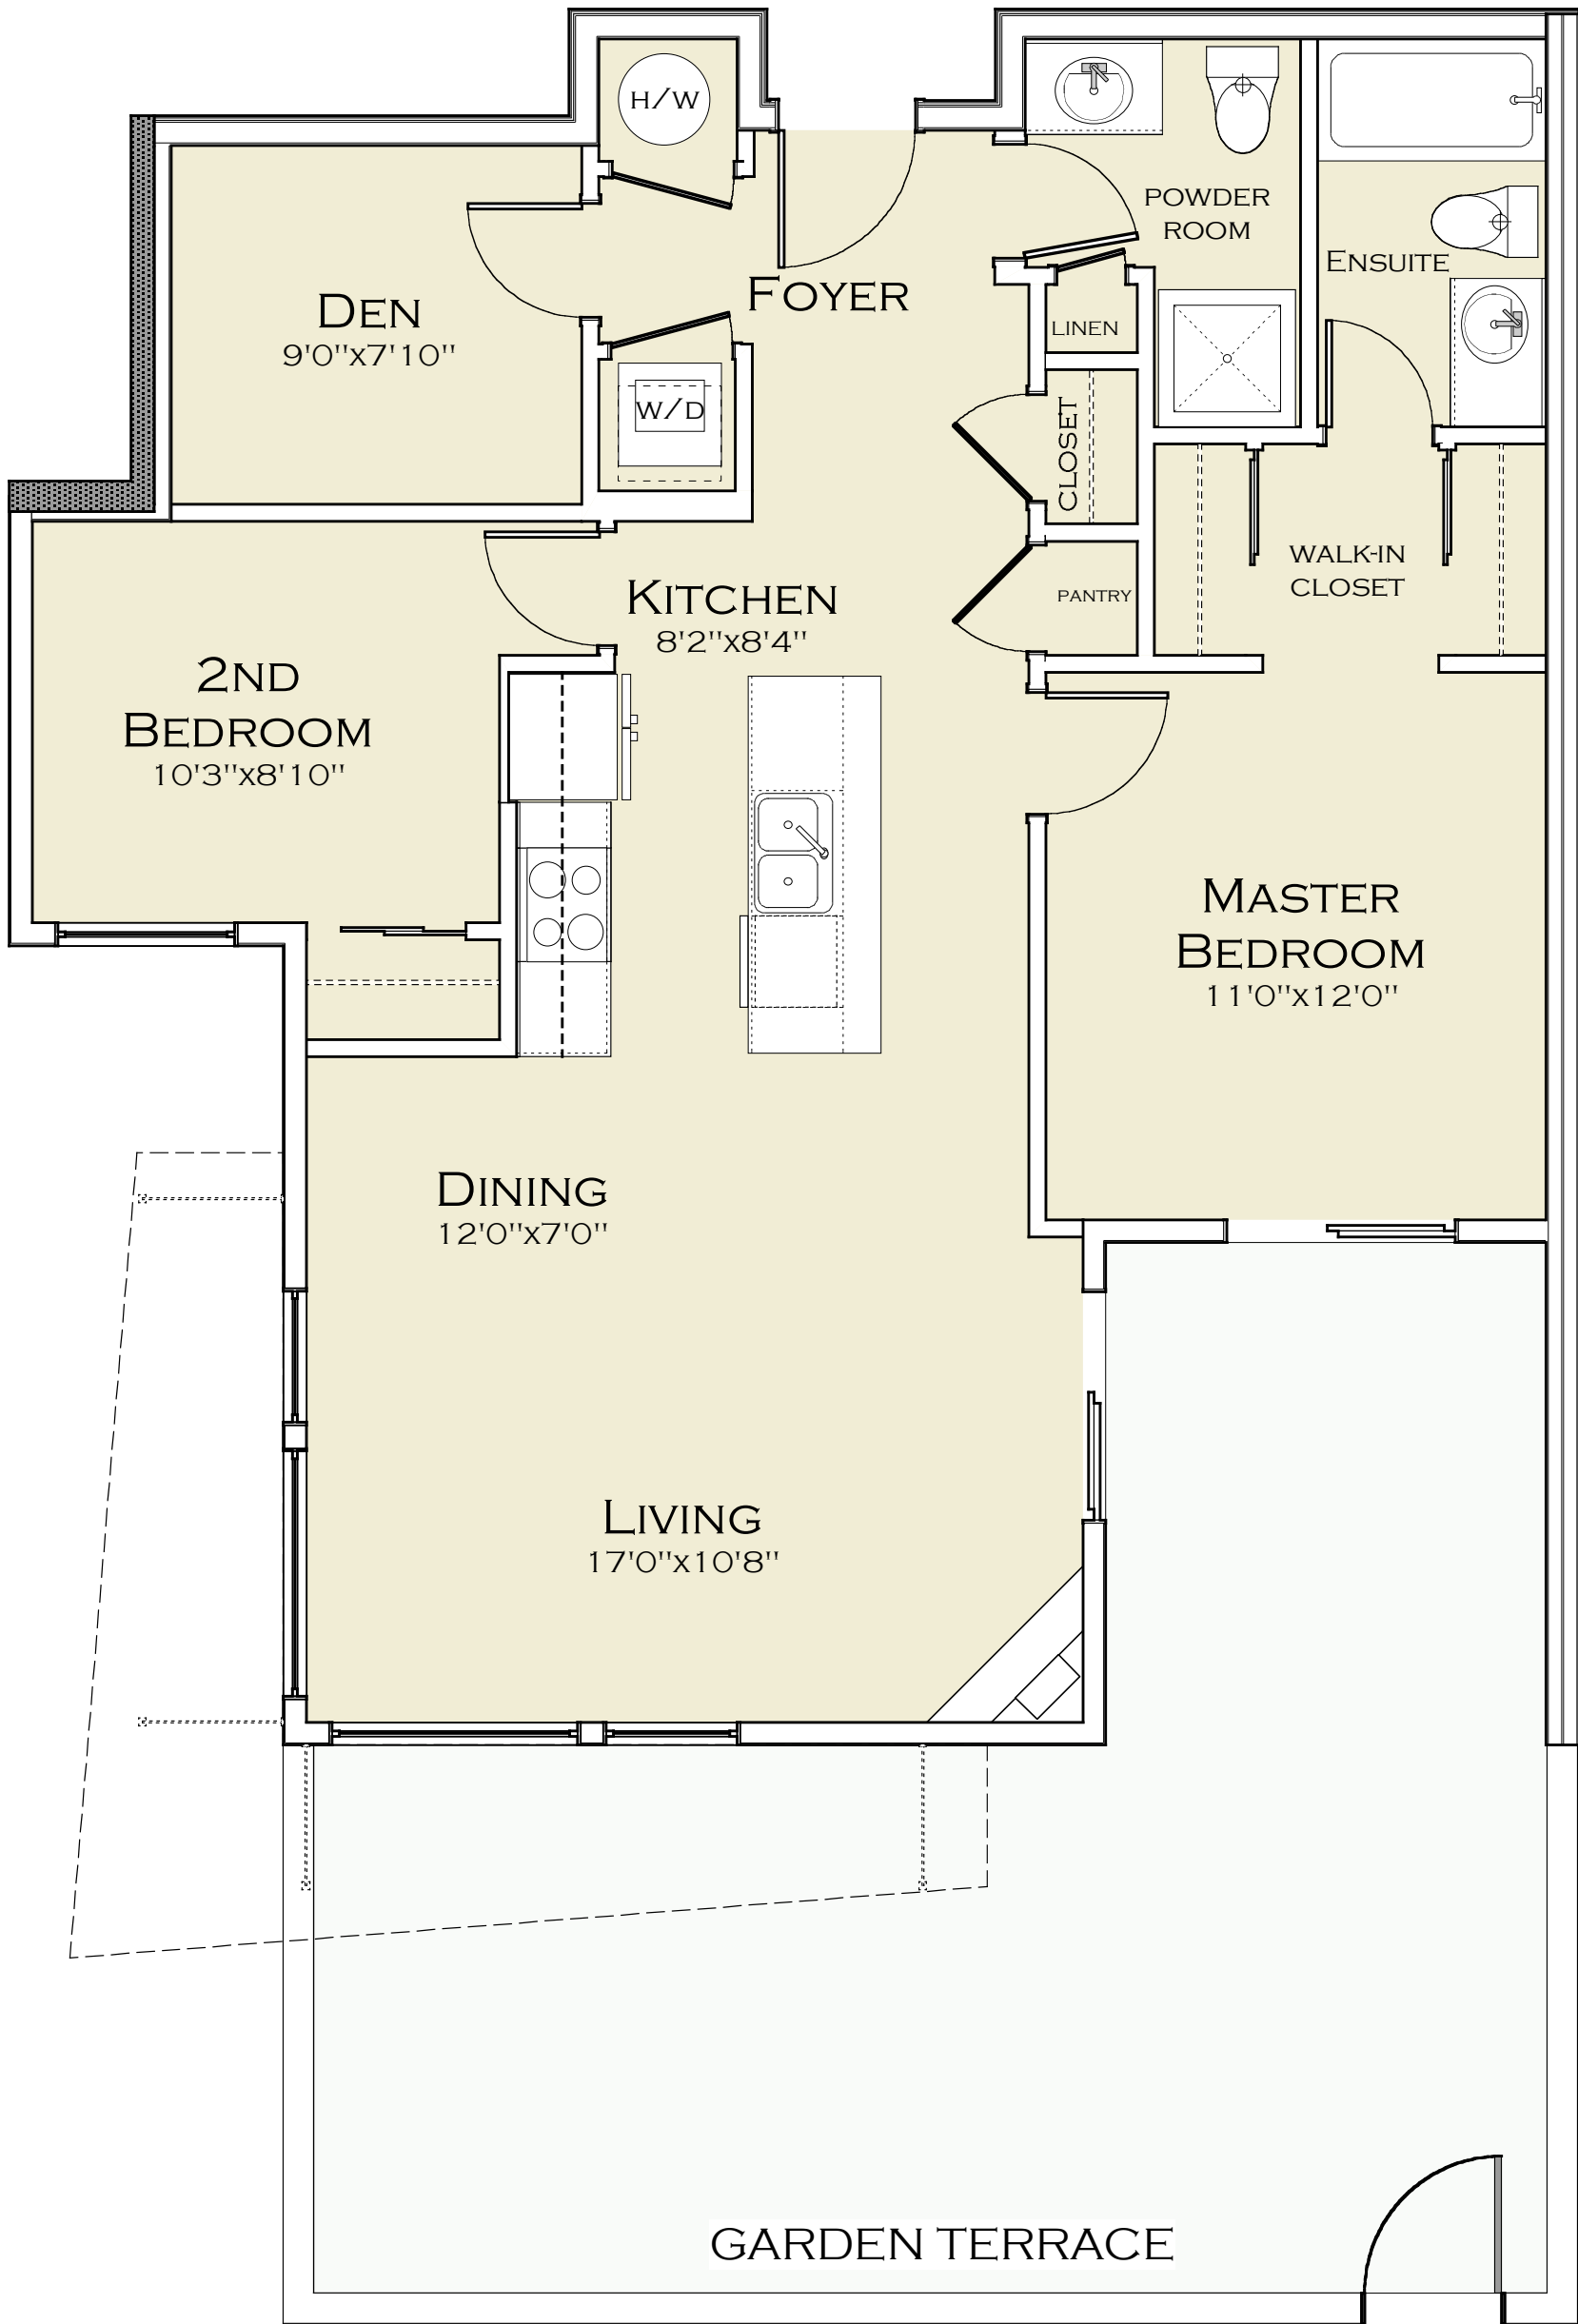 H/W
POWDER
ROOM
ENSUITE
FOYER
DEN
9'0"x7'10"
LINEN
W/D
CLOSET
WALK-IN
CLOSET
PANTRY
KITCHEN
8'2"x8'4"
2ND
BEDROOM
10'3"x8'10"
MASTER
BEDROOM
11'0"x12'0"
DINING
12'0"x7'0"
LIVING
17'0"x10'8"
GARDEN TERRACE